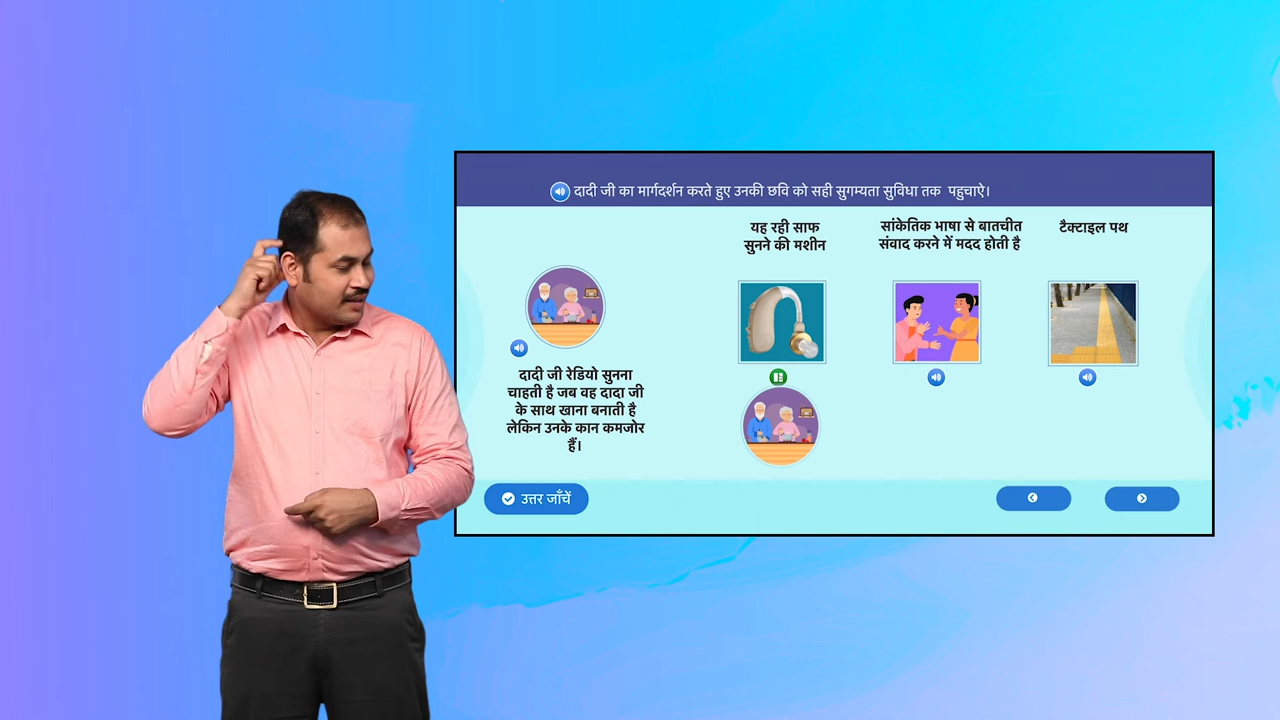 दादी जी का मार्गदर्शन करते हुए उनकी छवि को सही सुगम्यता सुविधा तक पहुचाऐ।
यह रही साफ
सुनने की मशीन
सांकेतिक भाषा से बातचीत
संवाद करने में मदद होती है
टैक्टाइल पथ
दादी जी रेडियो सुनना
चाहती है जब वह दादा जी
के साथ खाना बनाती है
लेकिन उनके कान कमजोर
हैं।
उत्तर जाँचें